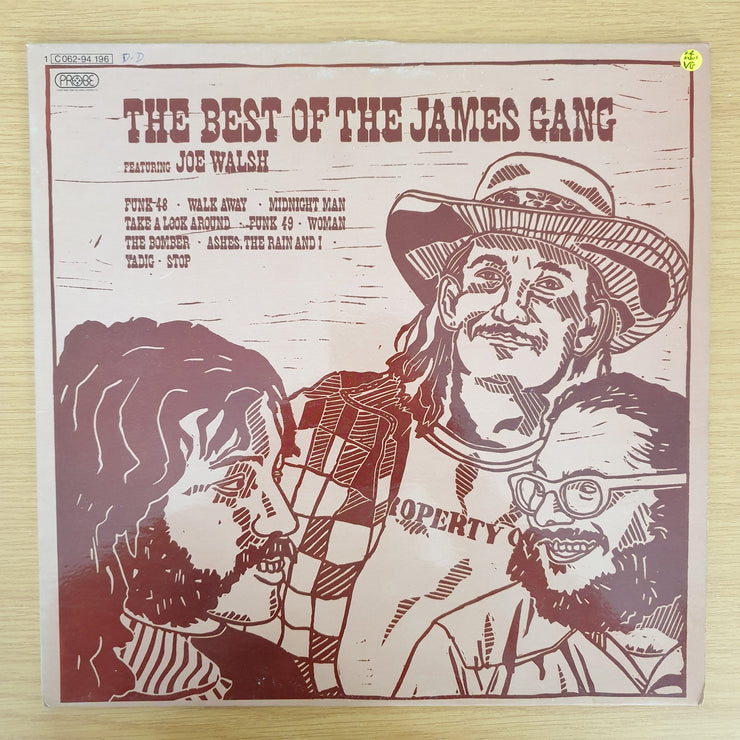 1 C 062-94 196 D.D
PROBE
THE BEST OF THE JAMES GANG
FEATURING JOE WALSH
FUNK 48 · WALK AWAY · MIDNIGHT MAN
TAKE A LOOK AROUND · FUNK 49 · WOMAN
THE BOMBER · ASHES, THE RAIN AND I ·
YADIG · STOP
ROPERTY O